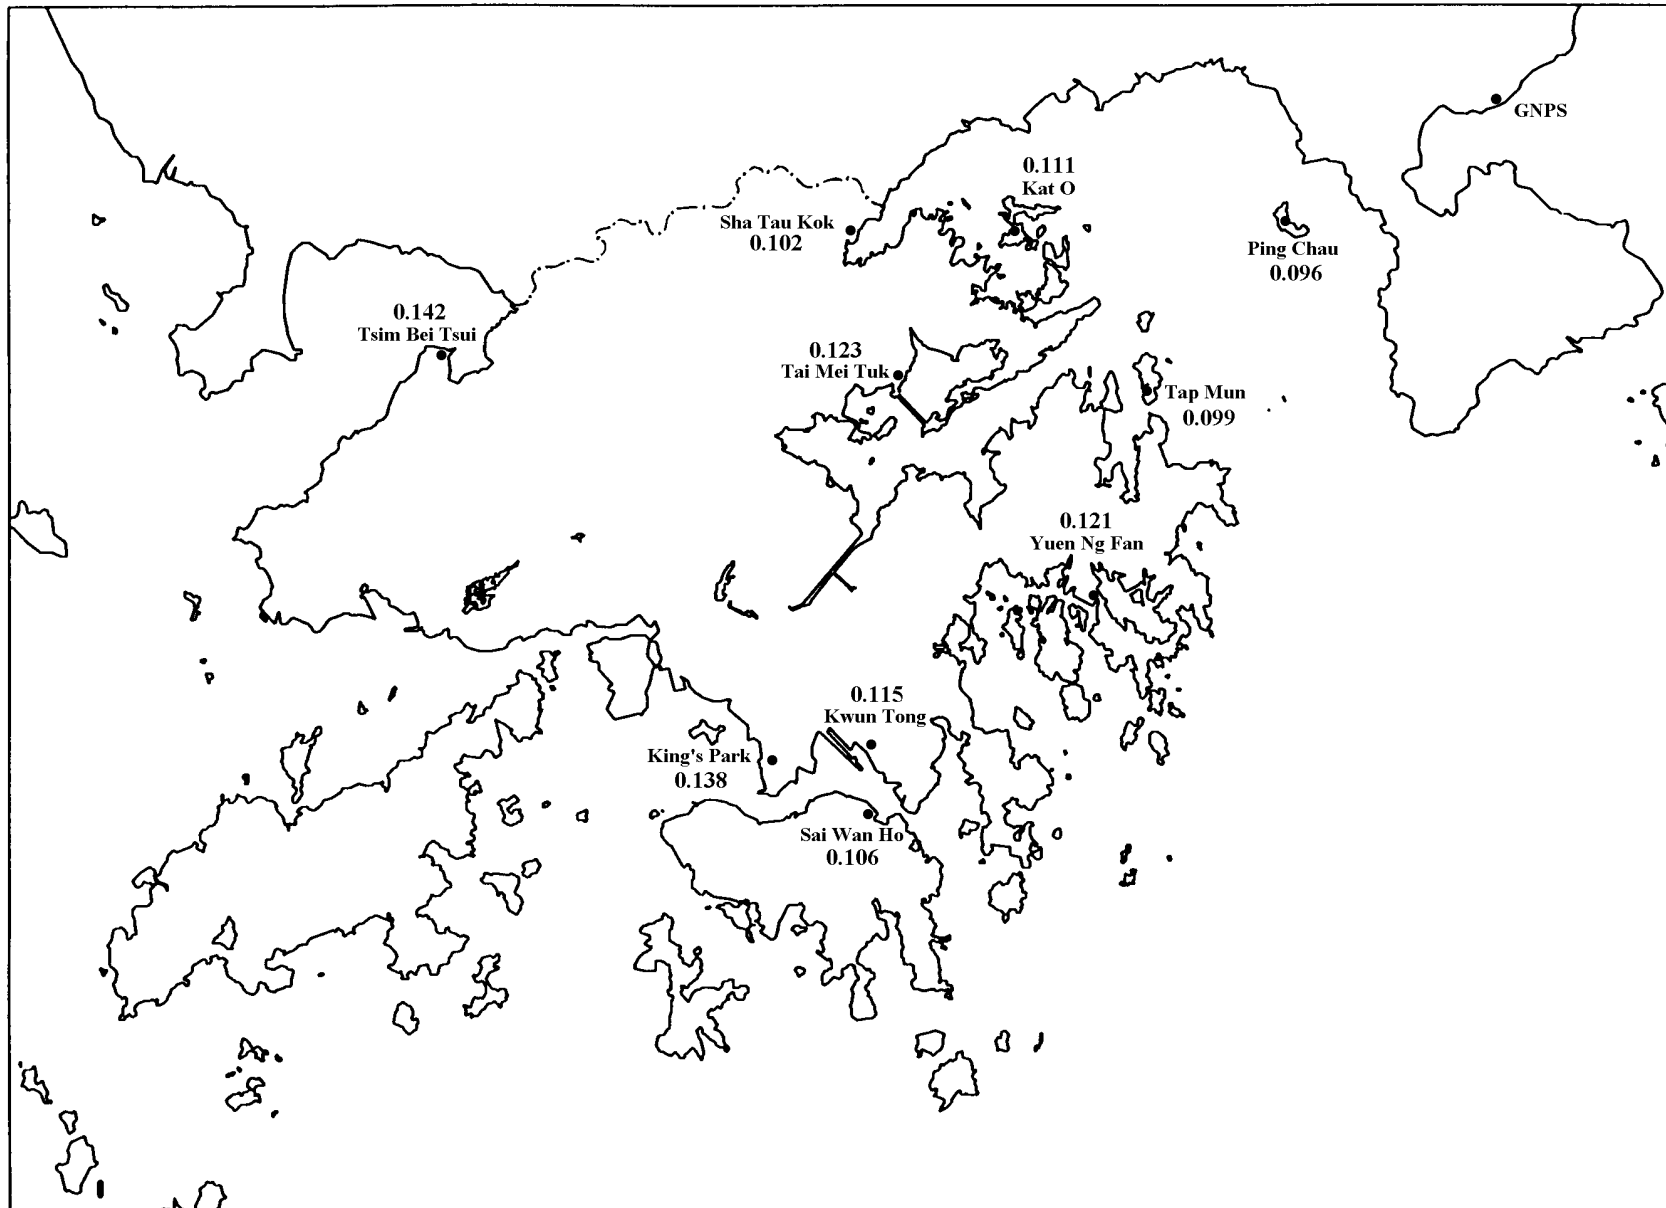 GNPS
0.111
Kat O
Sha Tau Kok
0.102
Ping Chau
0.096
0.142
Tsim Bei Tsui
0.123
Tai Mei Tuk
Tap Mun
0.099
0.121
Yuen Ng Fan
0.115
Kwun Tong
King's Park
0.138
Sai Wan Ho
0.106